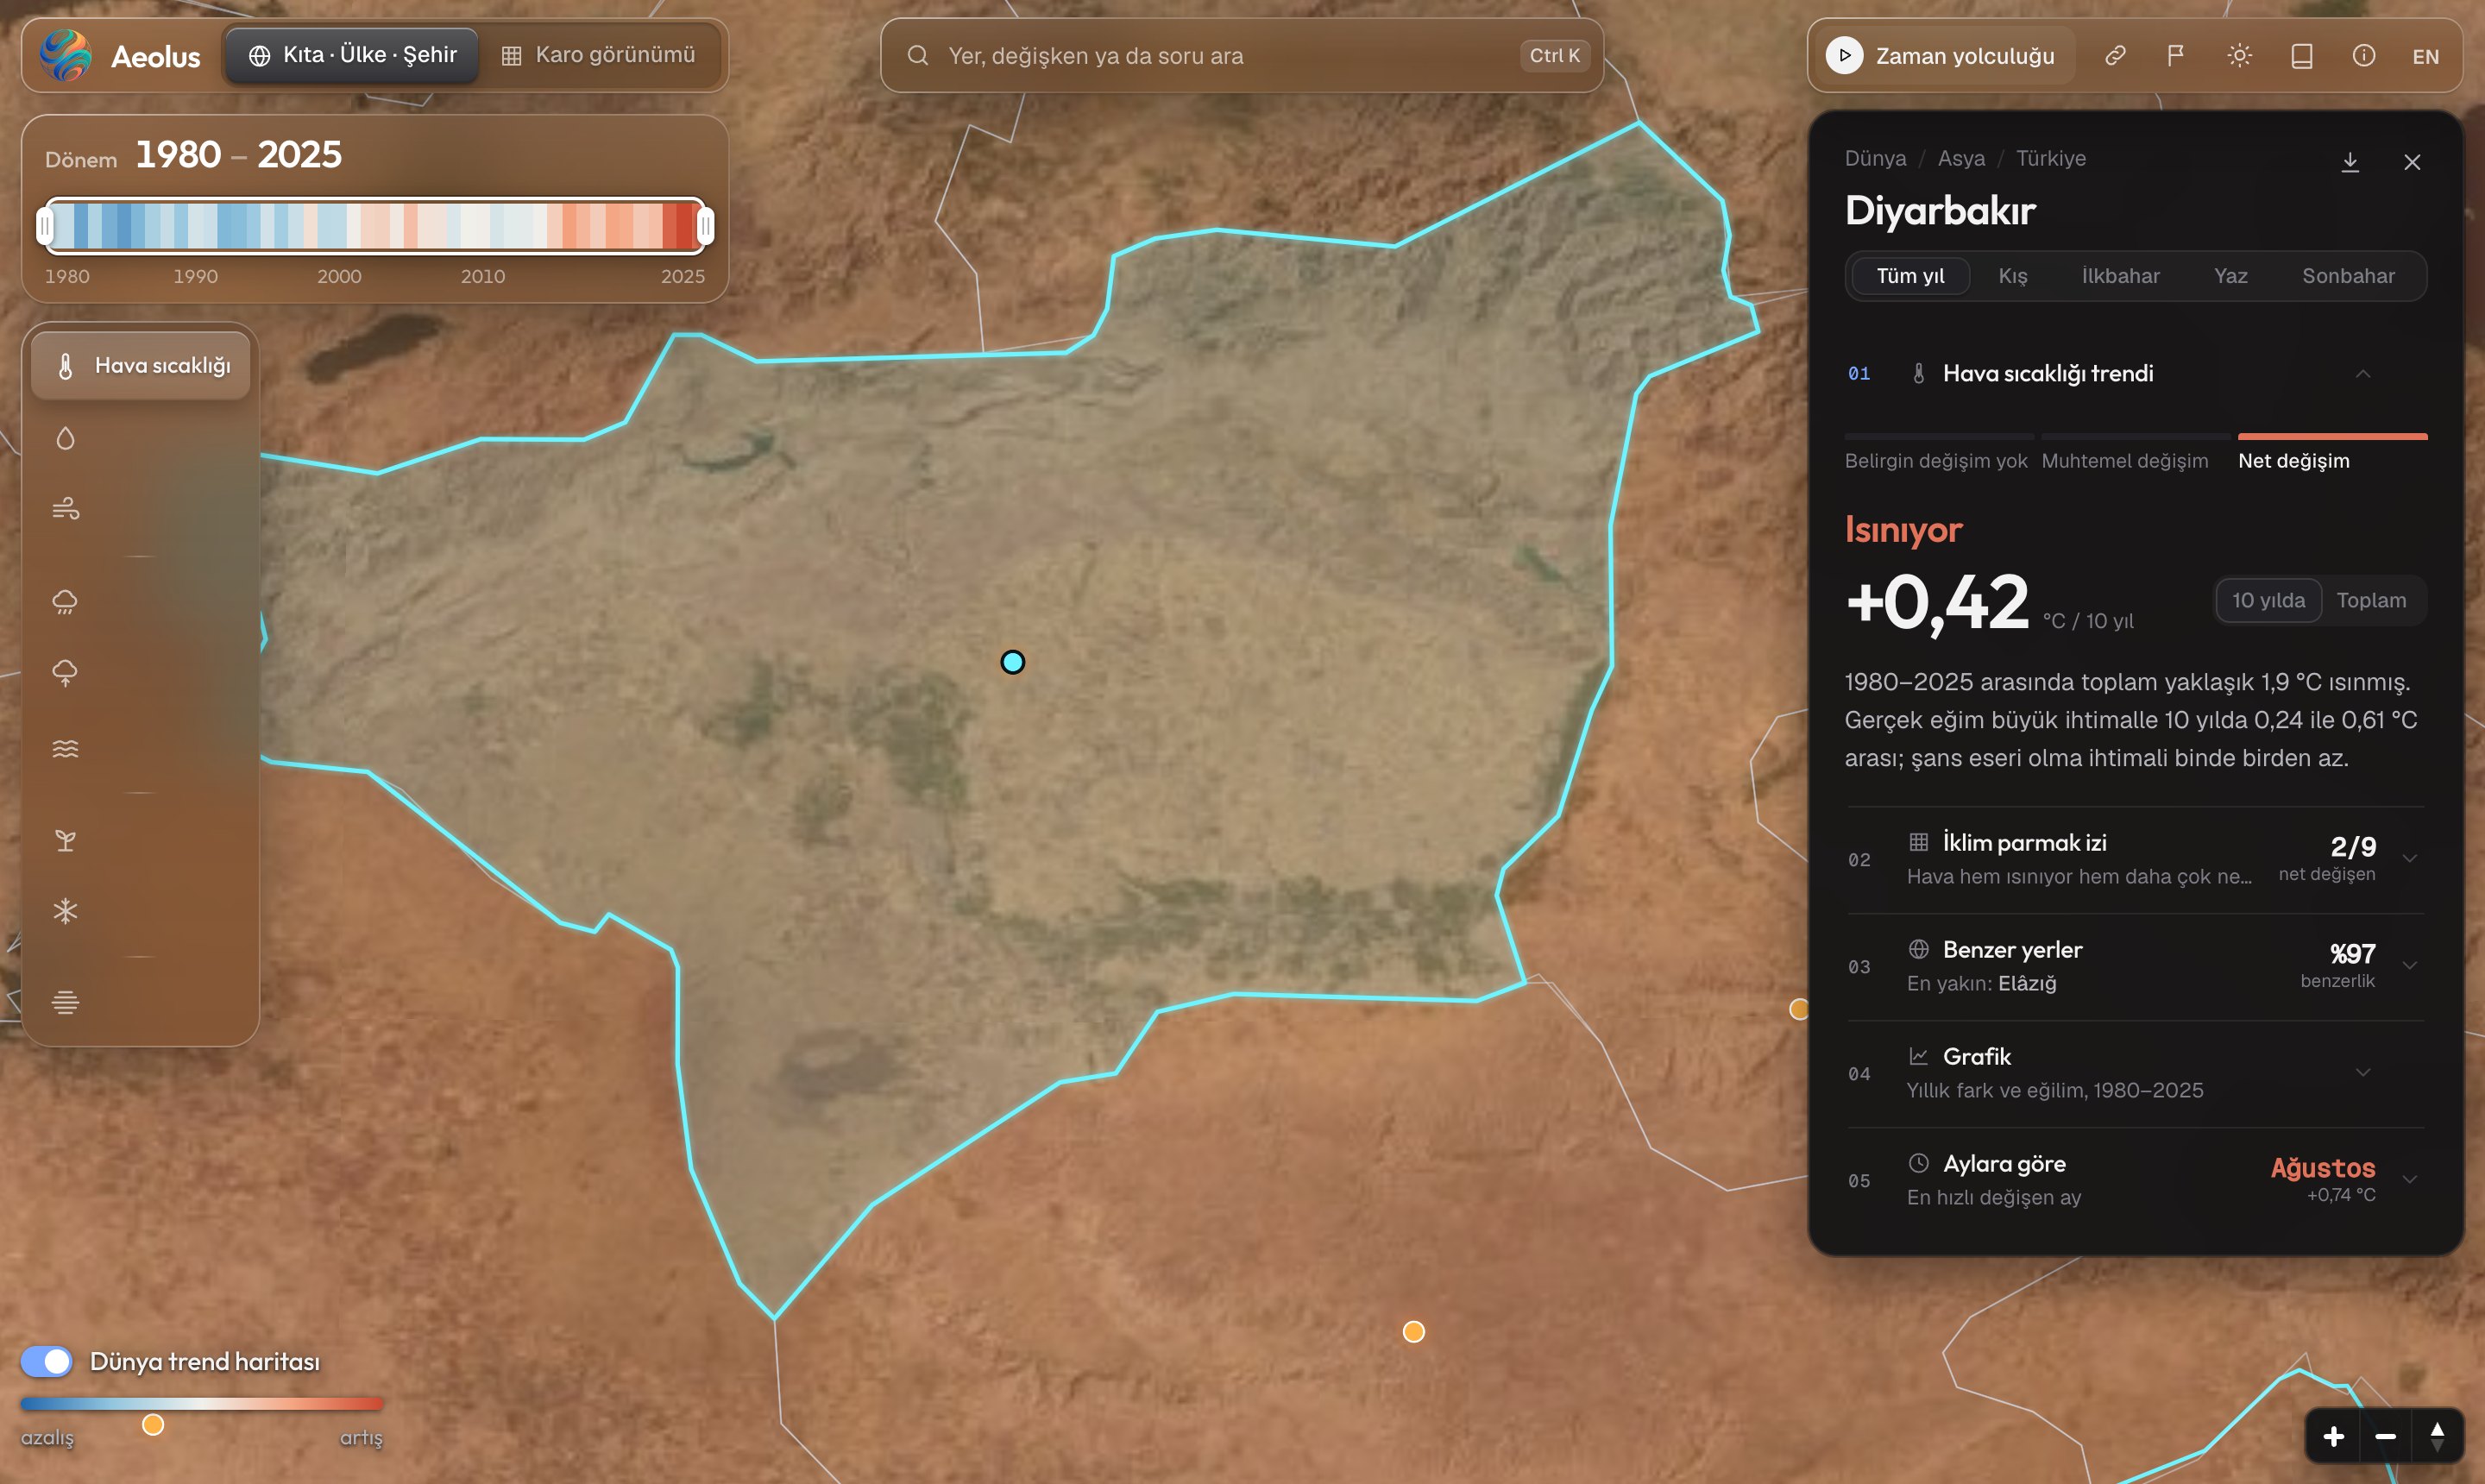 Aeolus
Kıta · Ülke · Şehir
Karo görünümü
Yer, değişken ya da soru ara
Ctrl K
Zaman yolculuğu
EN
Dönem 1980 – 2025
1980 1990 2000 2010 2025
Hava sıcaklığı
Dünya / Asya / Türkiye
Diyarbakır
Tüm yıl Kış İlkbahar Yaz Sonbahar
01 Hava sıcaklığı trendi
Belirgin değişim yok Muhtemel değişim Net değişim
Isınıyor
+0,42 °C / 10 yıl
10 yılda Toplam
1980–2025 arasında toplam yaklaşık 1,9 °C ısınmış.
Gerçek eğim büyük ihtimalle 10 yılda 0,24 ile 0,61 °C
arası; şans eseri olma ihtimali binde birden az.
02 İklim parmak izi 2/9
Hava hem ısınıyor hem daha çok ne... net değişen
03 Benzer yerler %97
En yakın: Elâzığ benzerlik
04 Grafik
Yıllık fark ve eğilim, 1980–2025
05 Aylara göre Ağustos
En hızlı değişen ay +0,74 °C
Dünya trend haritası
azalış artış